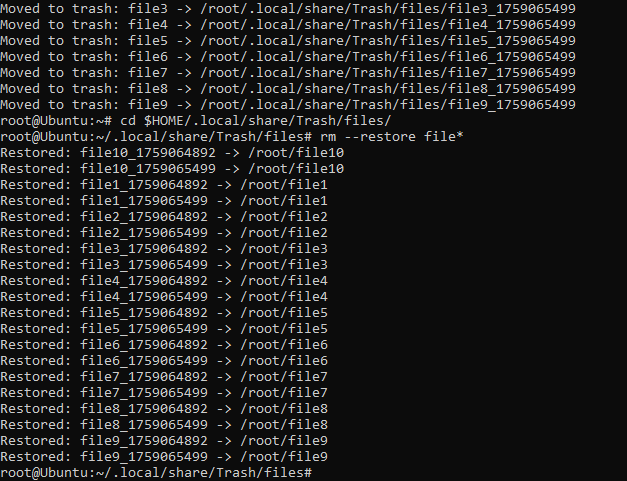 Moved to trash: file3 -> /root/.local/share/Trash/files/file3_1759065499
Moved to trash: file4 -> /root/.local/share/Trash/files/file4_1759065499
Moved to trash: file5 -> /root/.local/share/Trash/files/file5_1759065499
Moved to trash: file6 -> /root/.local/share/Trash/files/file6_1759065499
Moved to trash: file7 -> /root/.local/share/Trash/files/file7_1759065499
Moved to trash: file8 -> /root/.local/share/Trash/files/file8_1759065499
Moved to trash: file9 -> /root/.local/share/Trash/files/file9_1759065499
root@Ubuntu:~# cd $HOME/.local/share/Trash/files/
root@Ubuntu:~/.local/share/Trash/files# rm --restore file*
Restored: file10_1759064892 -> /root/file10
Restored: file10_1759065499 -> /root/file10
Restored: file1_1759064892 -> /root/file1
Restored: file1_1759065499 -> /root/file1
Restored: file2_1759064892 -> /root/file2
Restored: file2_1759065499 -> /root/file2
Restored: file3_1759064892 -> /root/file3
Restored: file3_1759065499 -> /root/file3
Restored: file4_1759064892 -> /root/file4
Restored: file4_1759065499 -> /root/file4
Restored: file5_1759064892 -> /root/file5
Restored: file5_1759065499 -> /root/file5
Restored: file6_1759064892 -> /root/file6
Restored: file6_1759065499 -> /root/file6
Restored: file7_1759064892 -> /root/file7
Restored: file7_1759065499 -> /root/file7
Restored: file8_1759064892 -> /root/file8
Restored: file8_1759065499 -> /root/file8
Restored: file9_1759064892 -> /root/file9
Restored: file9_1759065499 -> /root/file9
root@Ubuntu:~/.local/share/Trash/files#